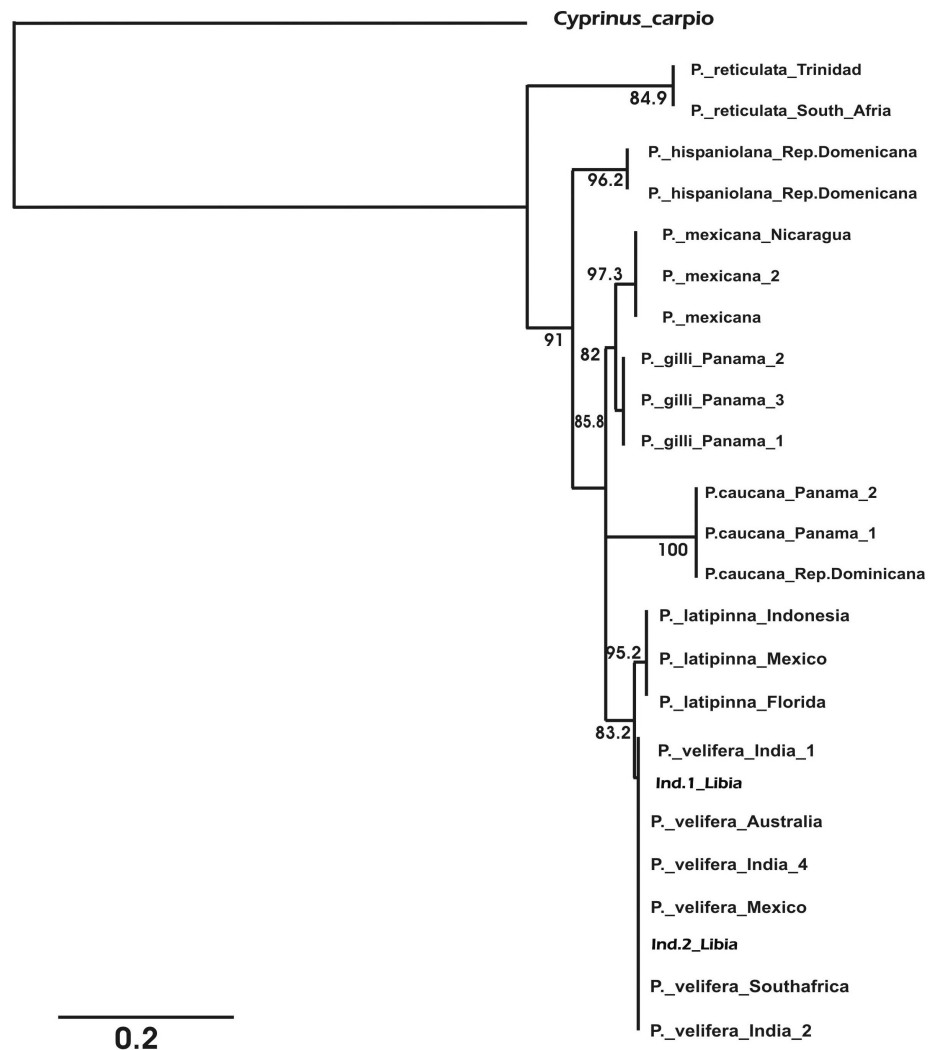 Cyprinus_carpio
P._reticulata_Trinidad
84.9
P._reticulata_South_Afria
P._hispaniolana_Rep.Domenicana
96.2
P._hispaniolana_Rep.Domenicana
P._mexicana_Nicaragua
97.3
P._mexicana_2
P._mexicana
91
82
P._gilli_Panama_2
P._gilli_Panama_3
85.8
P._gilli_Panama_1
P.caucana_Panama_2
P.caucana_Panama_1
100
P.caucana_Rep.Dominicana
P._latipinna_Indonesia
95.2
P._latipinna_Mexico
P._latipinna_Florida
83.2
P._velifera_India_1
Ind.1_Libia
P._velifera_Australia
P._velifera_India_4
P._velifera_Mexico
Ind.2_Libia
P._velifera_Southafrica
P._velifera_India_2
0.2